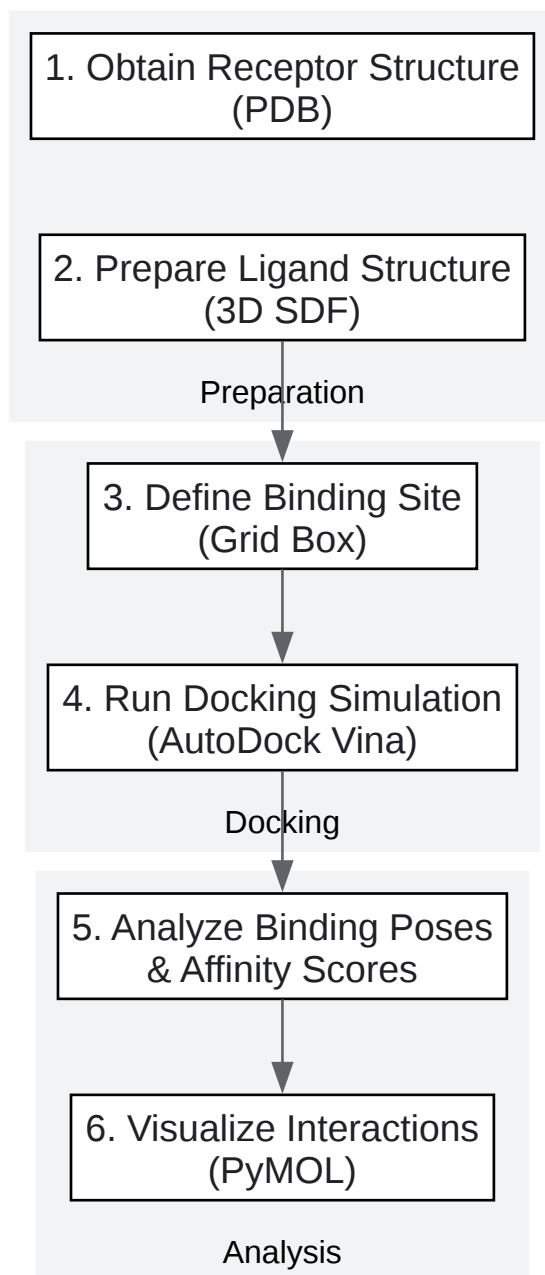 1. Obtain Receptor Structure
(PDB)
2. Prepare Ligand Structure
(3D SDF)
Preparation
3. Define Binding Site
(Grid Box)
4. Run Docking Simulation
(AutoDock Vina)
Docking
5. Analyze Binding Poses
& Affinity Scores
6. Visualize Interactions
(PyMOL)
Analysis